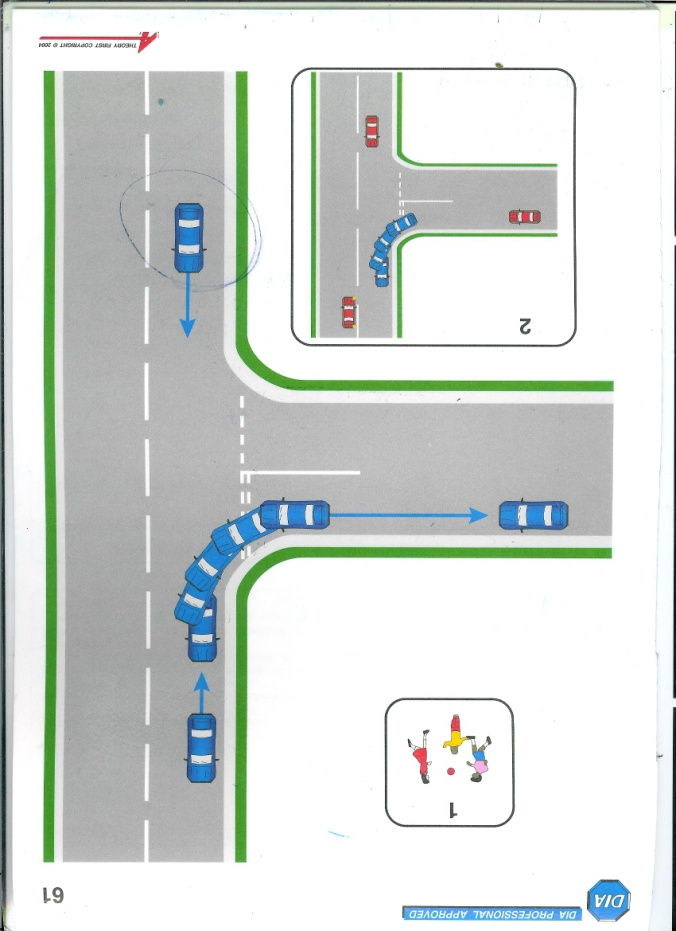 DIA
DIA PROFESSIONAL APPROVED
61
1
2
THEORY FIRST COPYRIGHT © 2004